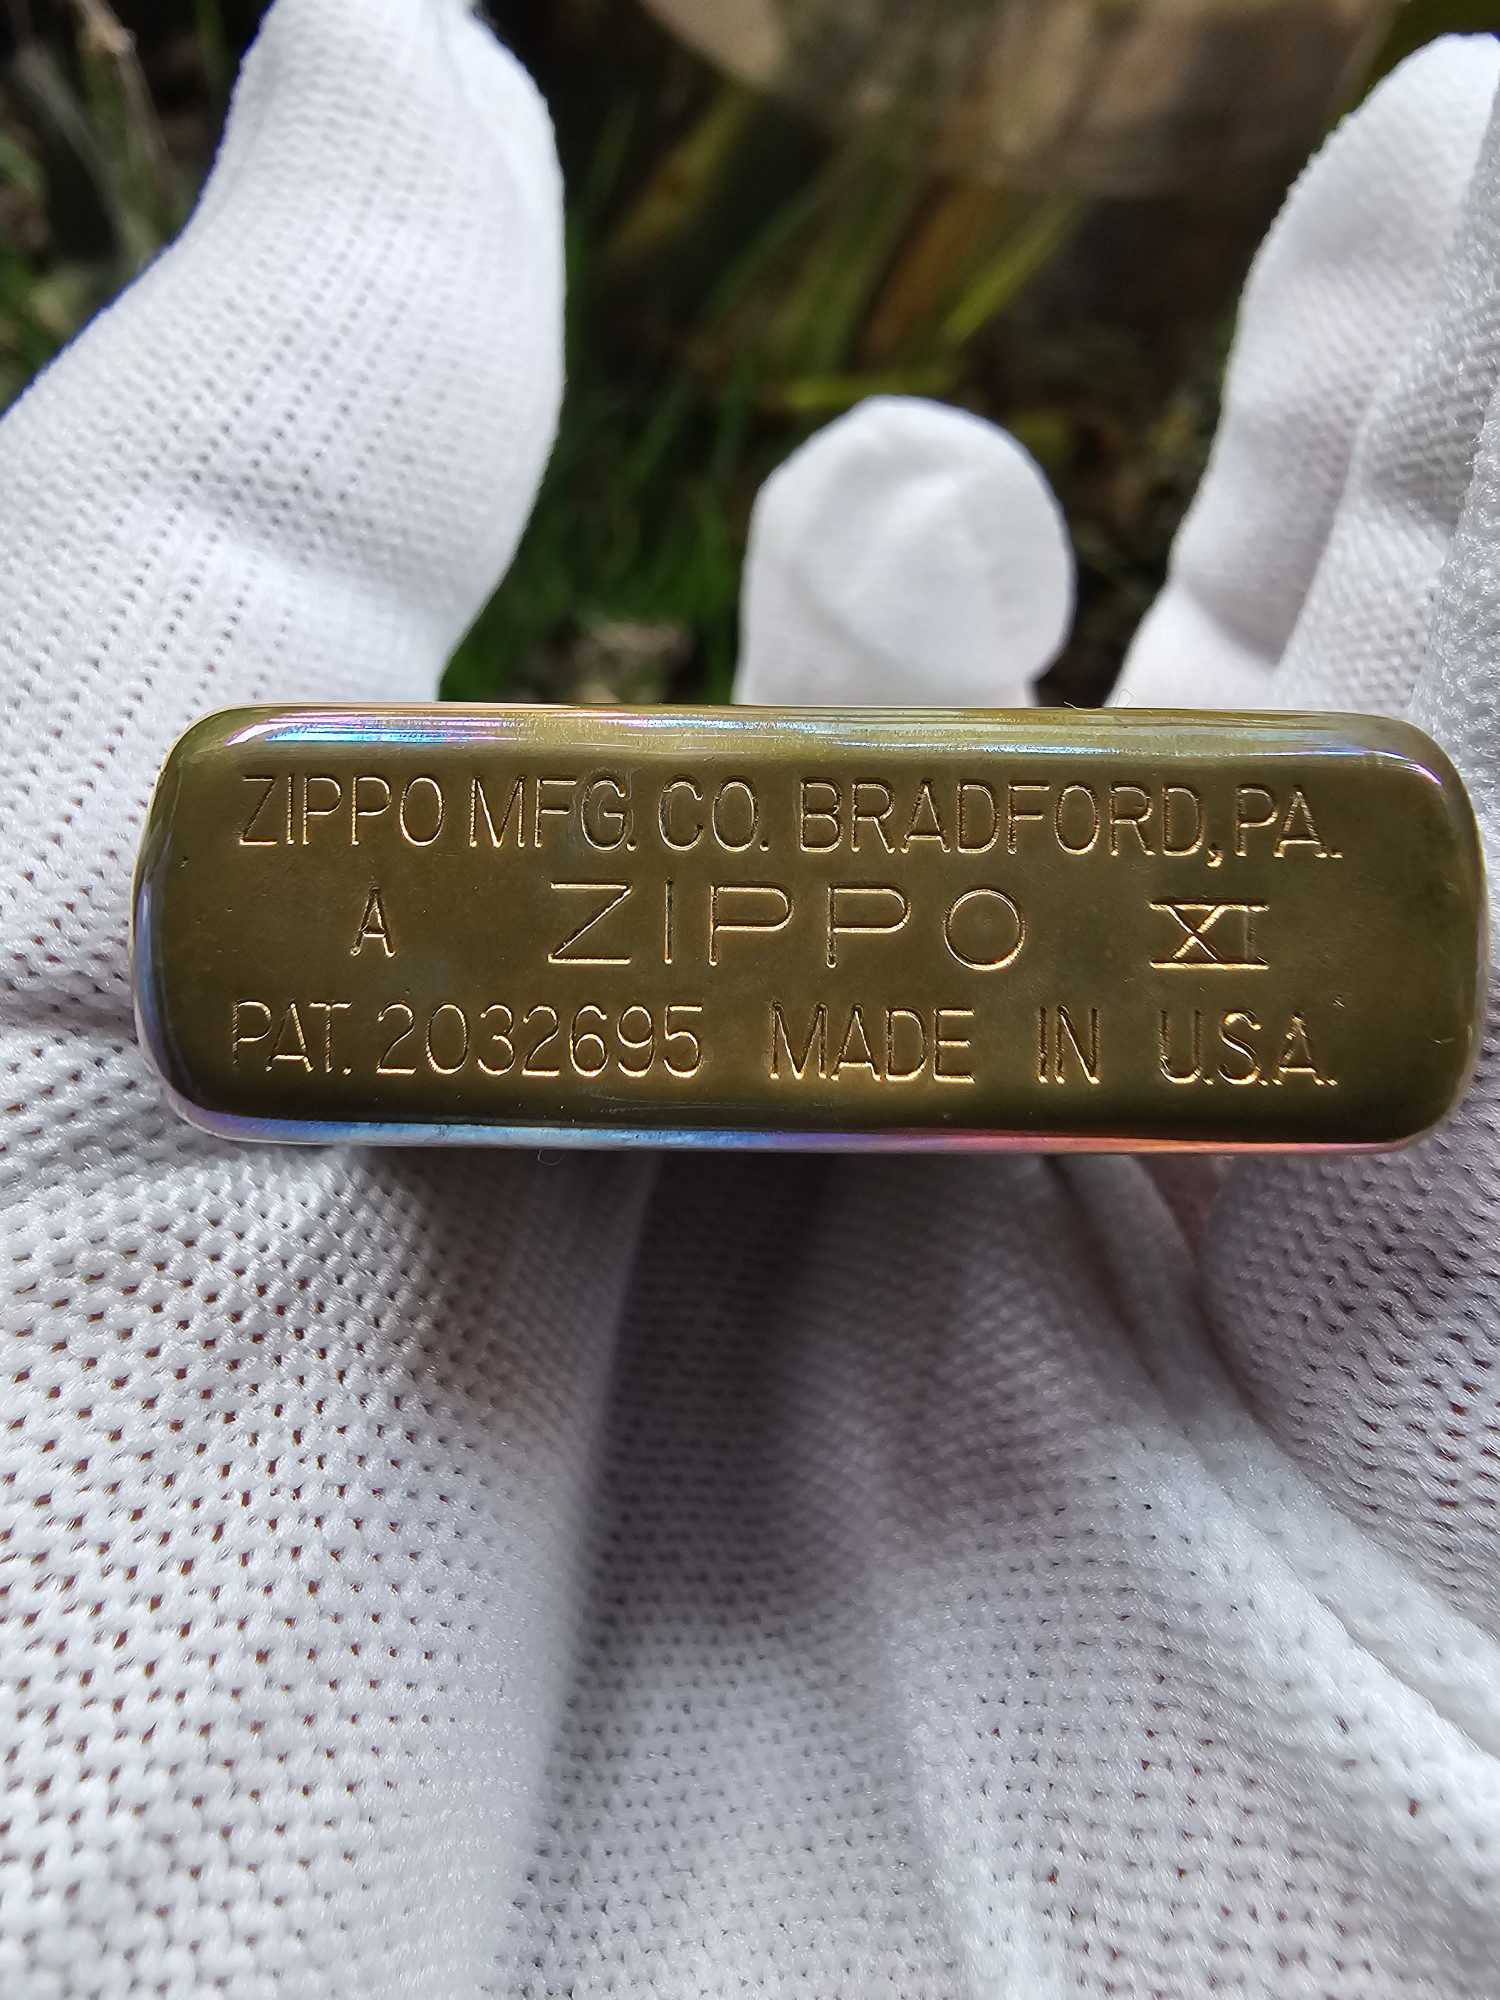 ZIPPO MFG. CO. BRADFORD, PA.
A ZIPPO XI
PAT. 2032695 MADE IN U.S.A.